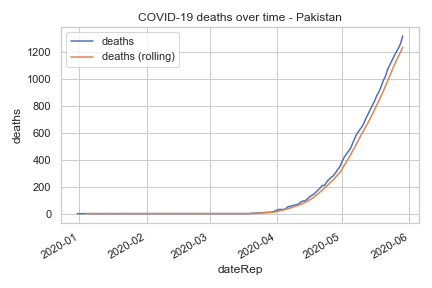 COVID-19 deaths over time - Pakistan
deaths
deaths (rolling)
1200
1000
800
600
400
200
0
deaths
2020-01
2020-02
2020-03
2020-04
2020-05
2020-06
dateRep